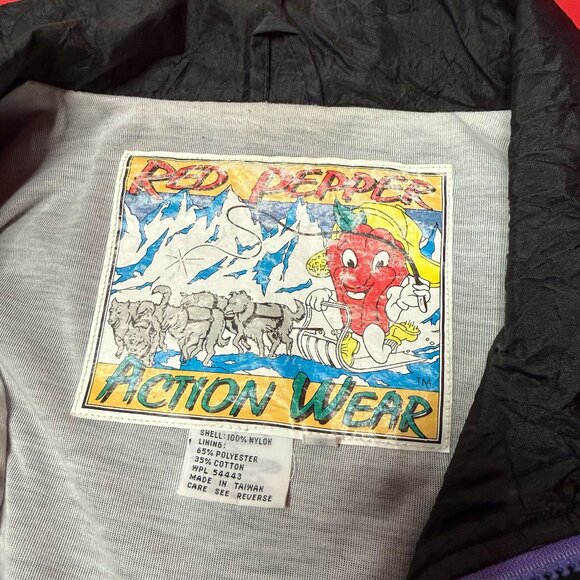 RED PEPPER
TM
ACTION WEAR
SHELL: 100% NYLON
LINING:
65% POLYESTER
35% COTTON
WPL 54443
MADE IN TAIWAN
CARE SEE REVERSE